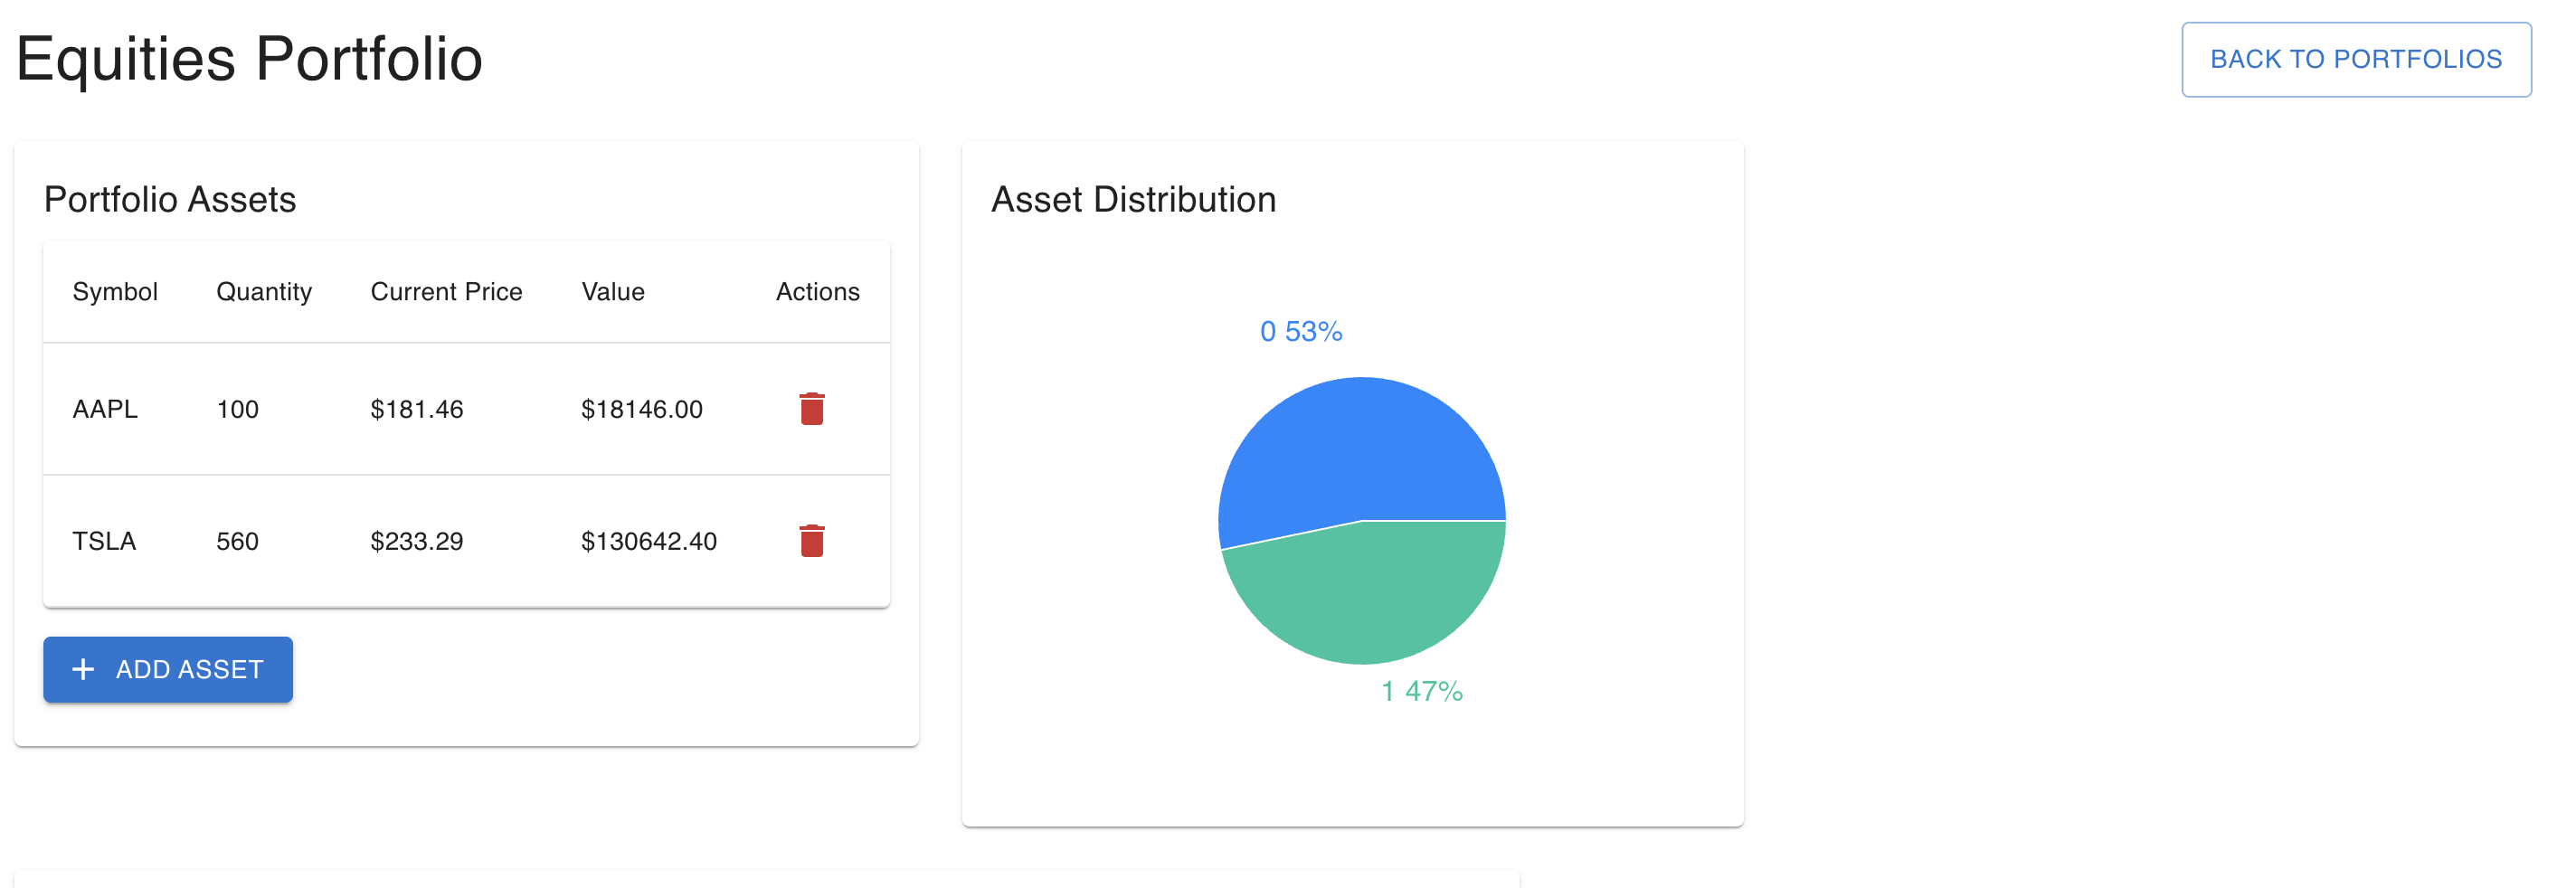 Equities Portfolio
BACK TO PORTFOLIOS
Portfolio Assets
Symbol Quantity Current Price Value Actions
AAPL 100 $181.46 $18146.00
TSLA 560 $233.29 $130642.40
+ ADD ASSET
Asset Distribution
0 53%
1 47%